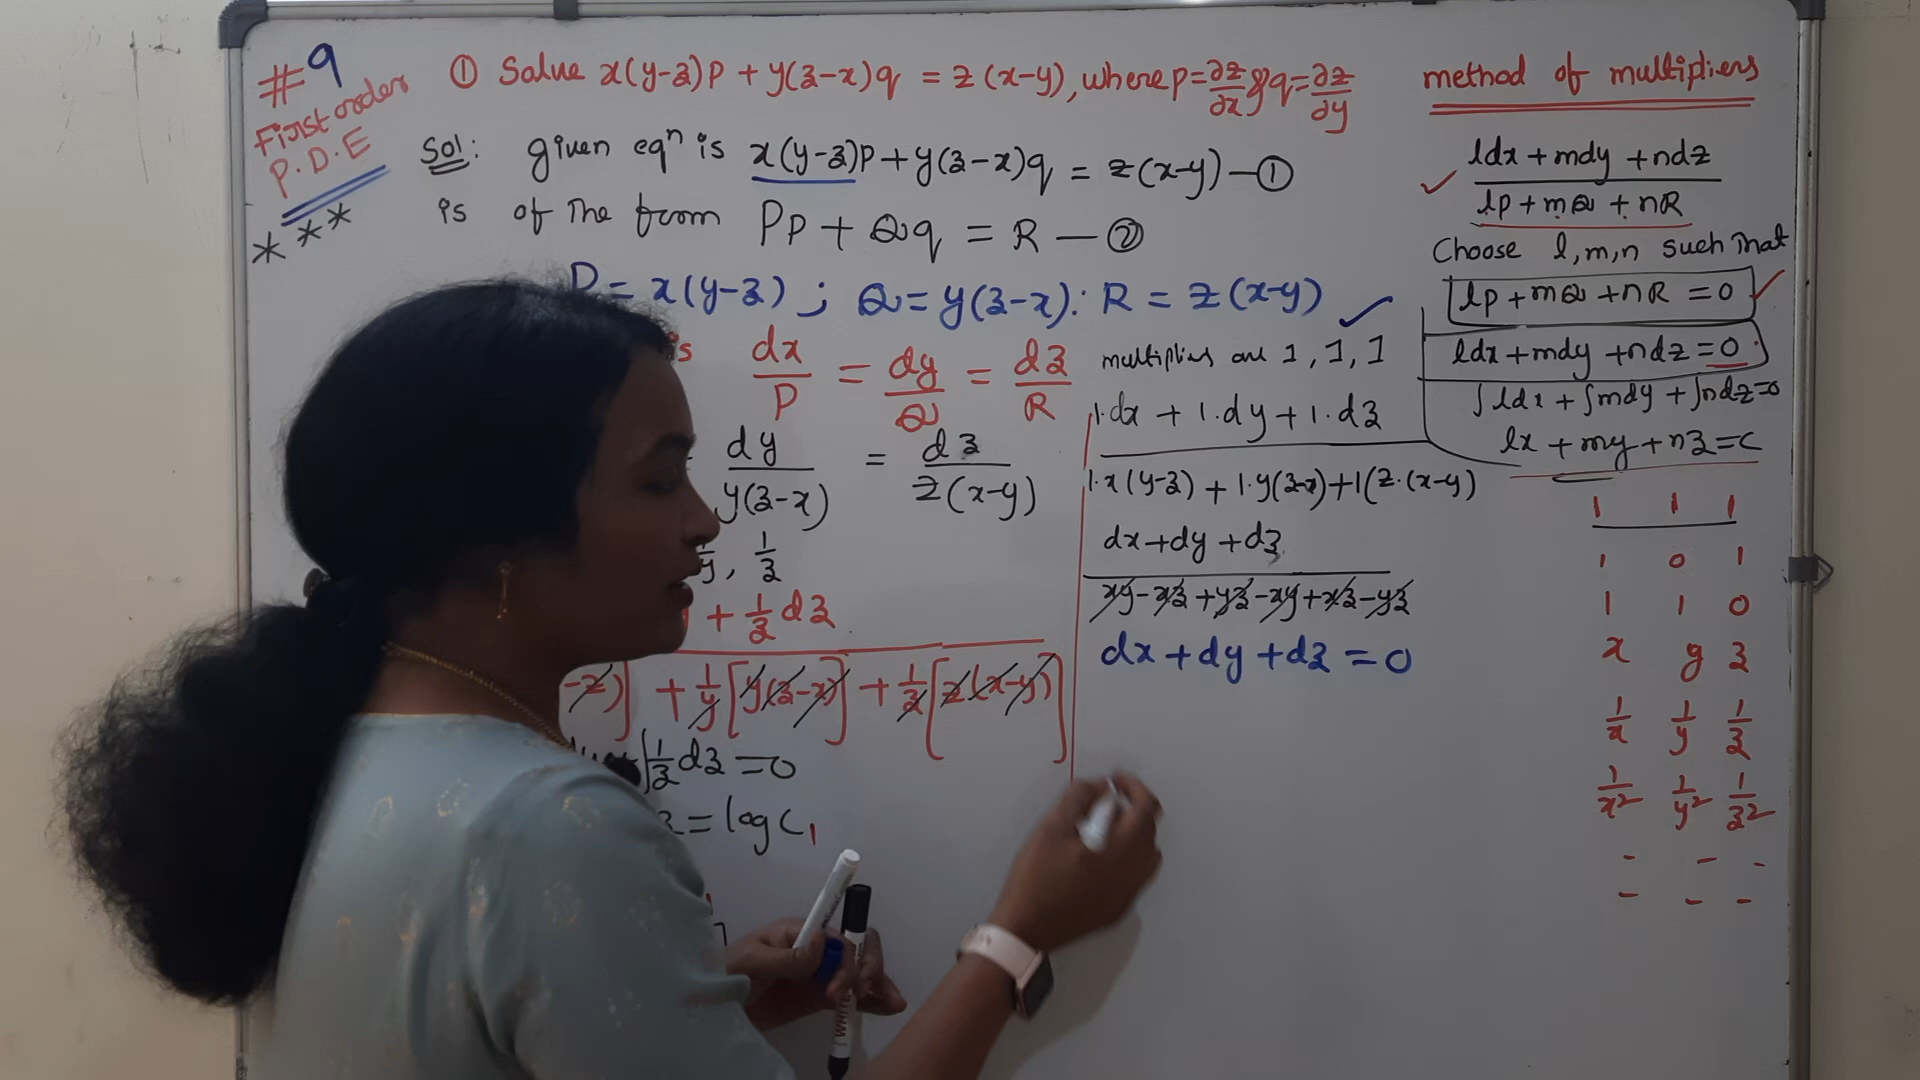 #9
First order
P.D.E
***
① Solve x(y-z)p + y(z-x)q = z(x-y), where p=∂z/∂x & q=∂z/∂y
Sol: given eqⁿ is x(y-z)p + y(z-x)q = z(x-y) — ①
is of the form Pp + Qq = R — ②
P = x(y-z) ; Q = y(z-x) : R = z(x-y) ✓
is dx/P = dy/Q = dz/R
dy/y(z-x) = dz/z(x-y)
1/y, 1/z
+ 1/z dz
-z)] + 1/y [y(z-x)] + 1/z [z(x-y)]
1/z dz = 0
z = log c₁
multipliers are 1, 1, 1
1.dx + 1.dy + 1.dz
1.x(y-z) + 1.y(z-x) + 1(z.(x-y)
dx+dy+dz
xy-xz+yz-xy+xz-yz
dx+dy+dz = 0
method of multipliers
✓ ldx + mdy + ndz
lp + mQ + nR
Choose l,m,n such that
lp + mQ + nR = 0 ✓
ldx + mdy + ndz = 0
∫ldx + ∫mdy + ∫ndz=0
lx + my + nz = c
1 1 1
1 0 1
1 1 0
x y z
1/x 1/y 1/z
1/x² 1/y² 1/z²
- - -
- - -
WHITE